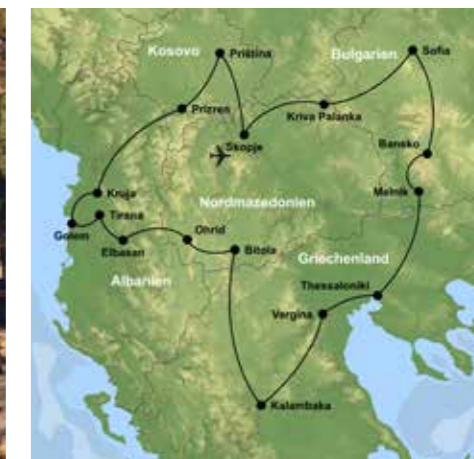 Kosovo
Priština
Bulgarien
Sofia
Prizren
Kriva Palanka
Skopje
Bansko
Kruja
Melnik
Nordmazedonien
Tirana
Golem
Ohrid
Elbasan
Bitola
Griechenland
Albanien
Thessaloniki
Vergina
Kalambaka